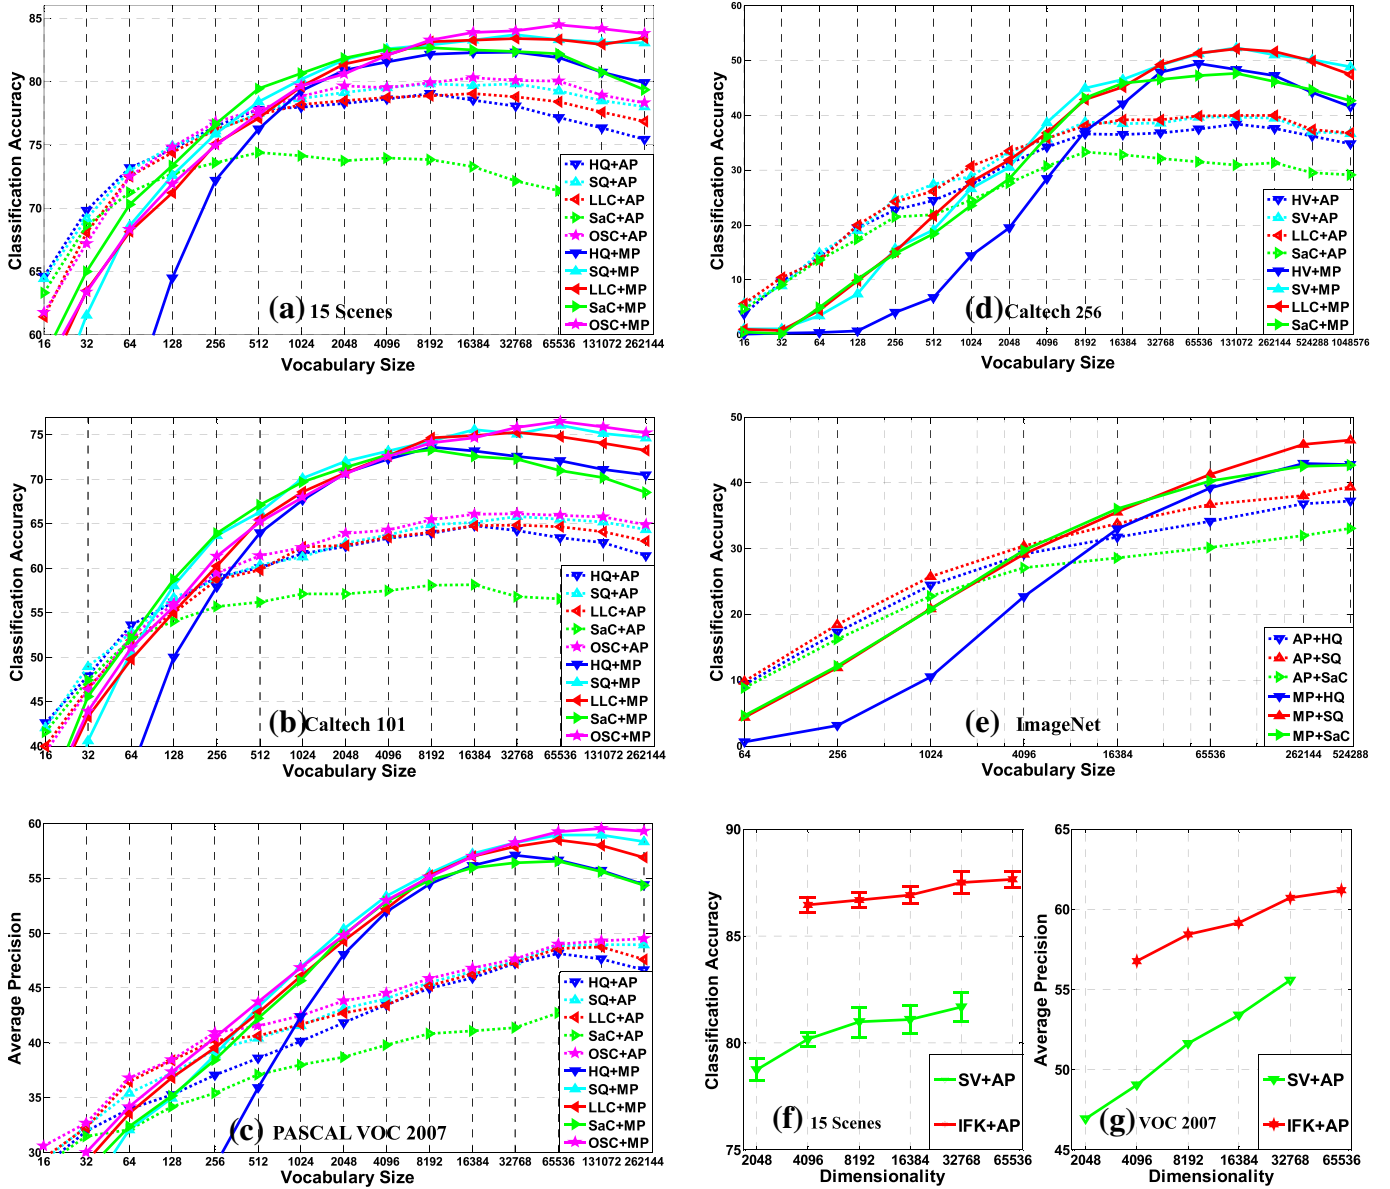 Classification Accuracy
85
80
75
70
65
60
HQ+AP
SQ+AP
LLC+AP
SaC+AP
OSC+AP
HQ+MP
SQ+MP
LLC+MP
SaC+MP
OSC+MP
(a) 15 Scenes
16 32 64 128 256 512 1024 2048 4096 8192 16384 32768 65536 131072 262144
Vocabulary Size
Classification Accuracy
60
50
40
30
20
10
0
HV+AP
SV+AP
LLC+AP
SaC+AP
HV+MP
SV+MP
LLC+MP
SaC+MP
(d) Caltech 256
16 32 64 128 256 512 1024 2048 4096 8192 16384 32768 65536 131072 262144 524288 1048576
Vocabulary Size
Classification Accuracy
75
70
65
60
55
50
45
40
HQ+AP
SQ+AP
LLC+AP
SaC+AP
OSC+AP
HQ+MP
SQ+MP
LLC+MP
SaC+MP
OSC+MP
(b) Caltech 101
16 32 64 128 256 512 1024 2048 4096 8192 16384 32768 65536 131072 262144
Vocabulary Size
Classification Accuracy
50
40
30
20
10
0
AP+HQ
AP+SQ
AP+SaC
MP+HQ
MP+SQ
MP+SaC
(e) ImageNet
64 256 1024 4096 16384 65536 262144 524288
Vocabulary Size
Average Precision
60
55
50
45
40
35
30
HQ+AP
SQ+AP
LLC+AP
SaC+AP
OSC+AP
HQ+MP
SQ+MP
LLC+MP
SaC+MP
OSC+MP
(c) PASCAL VOC 2007
16 32 64 128 256 512 1024 2048 4096 8192 16384 32768 65536 131072 262144
Vocabulary Size
Classification Accuracy
90
85
80
75
SV+AP
IFK+AP
(f) 15 Scenes
2048 4096 8192 16384 32768 65536
Dimensionality
Average Precision
65
60
55
50
45
SV+AP
IFK+AP
(g) VOC 2007
2048 4096 8192 16384 32768 65536
Dimensionality